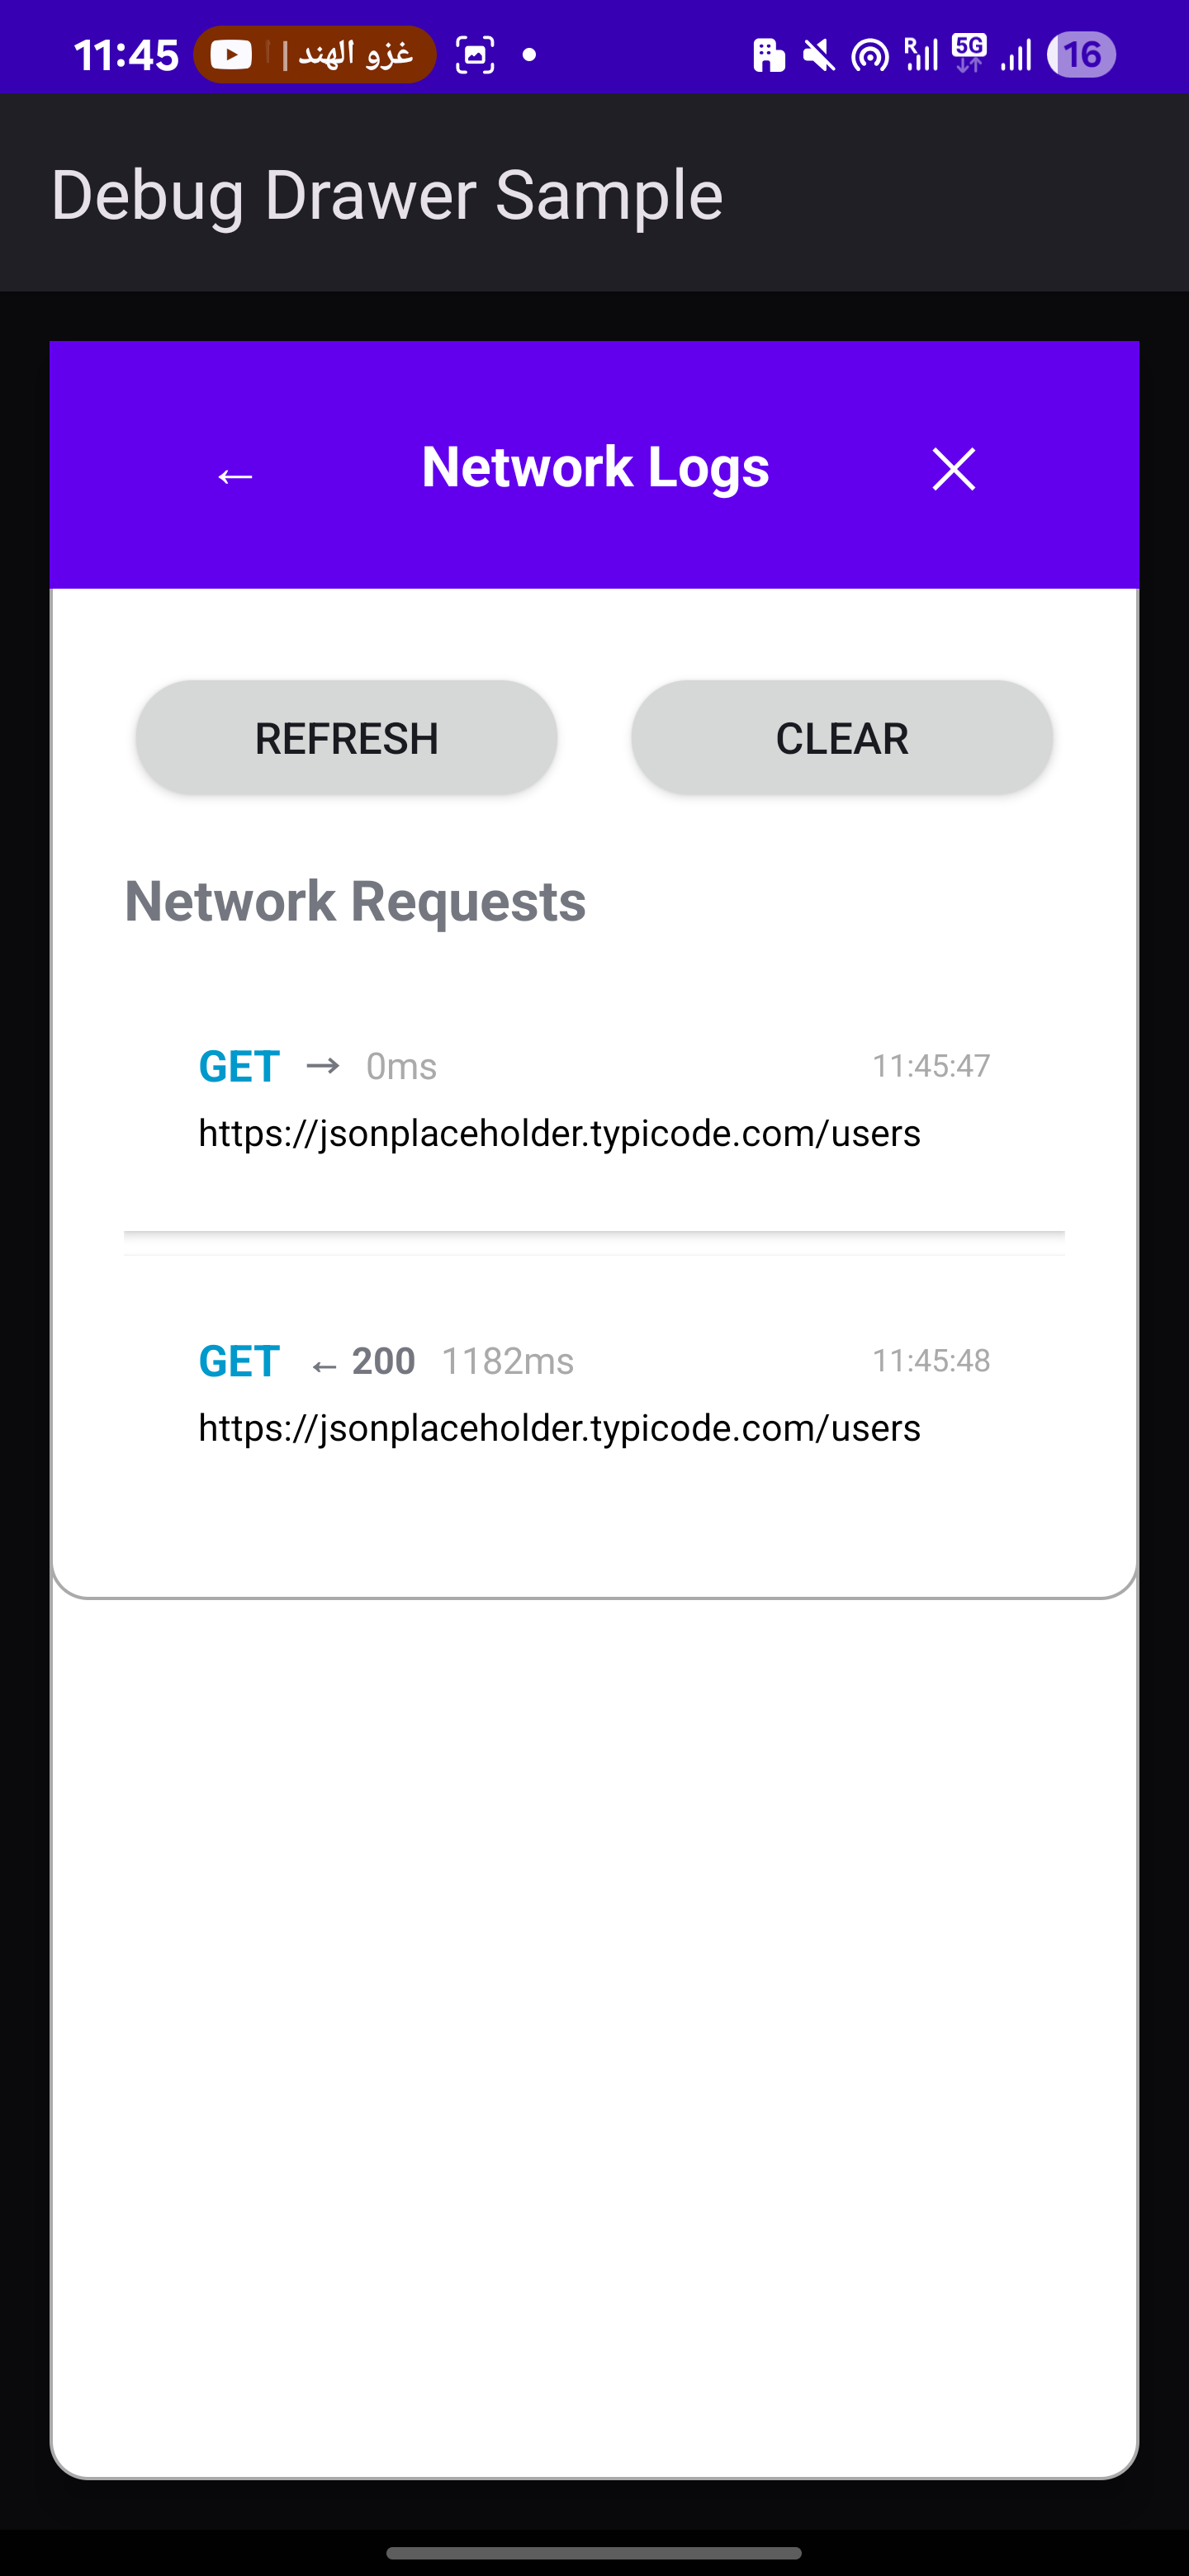 11:45
غزو الهند |
R
5G
16
Debug Drawer Sample
← Network Logs
REFRESH
CLEAR
Network Requests
GET → 0ms 11:45:47
https://jsonplaceholder.typicode.com/users
GET ← 200 1182ms 11:45:48
https://jsonplaceholder.typicode.com/users